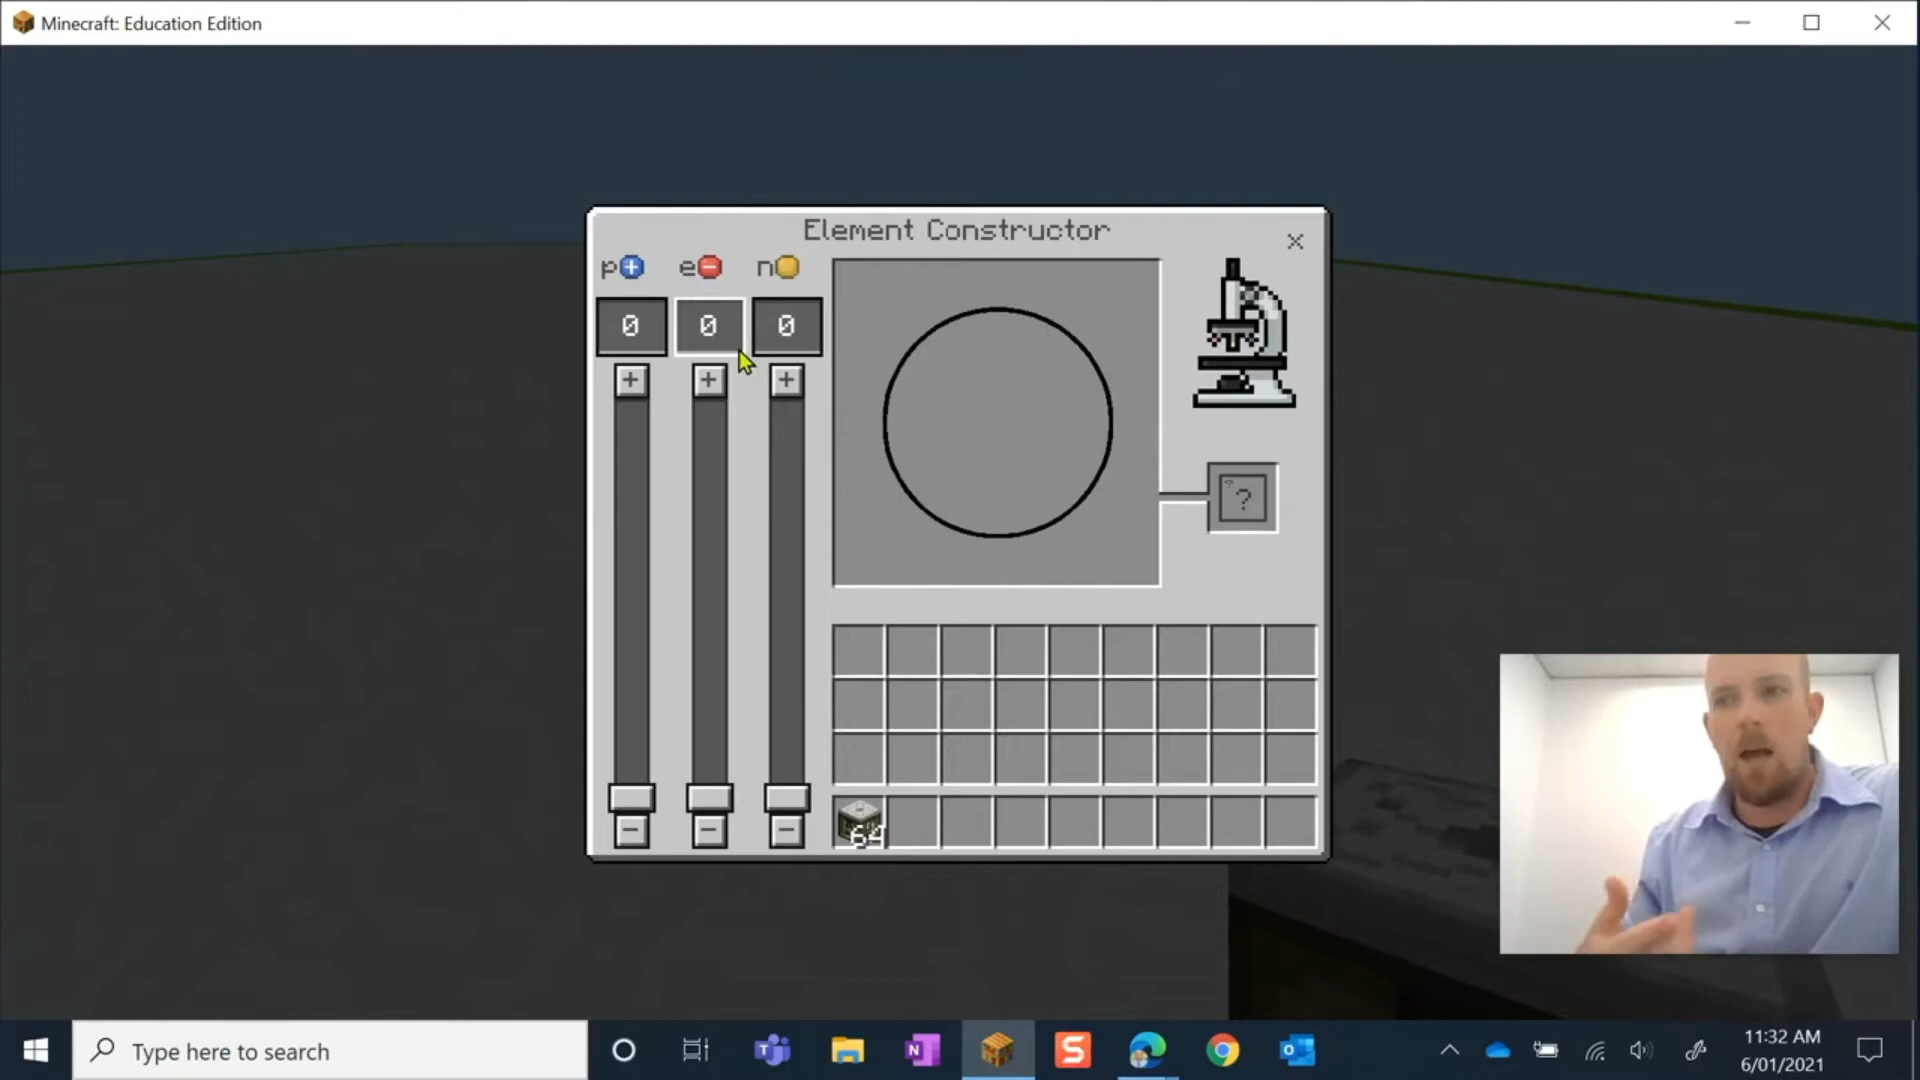 Minecraft: Education Edition
Element Constructor
p+ e− n
0 0 0
+ + +
?
− − −
64
Type here to search
11:32 AM
6/01/2021